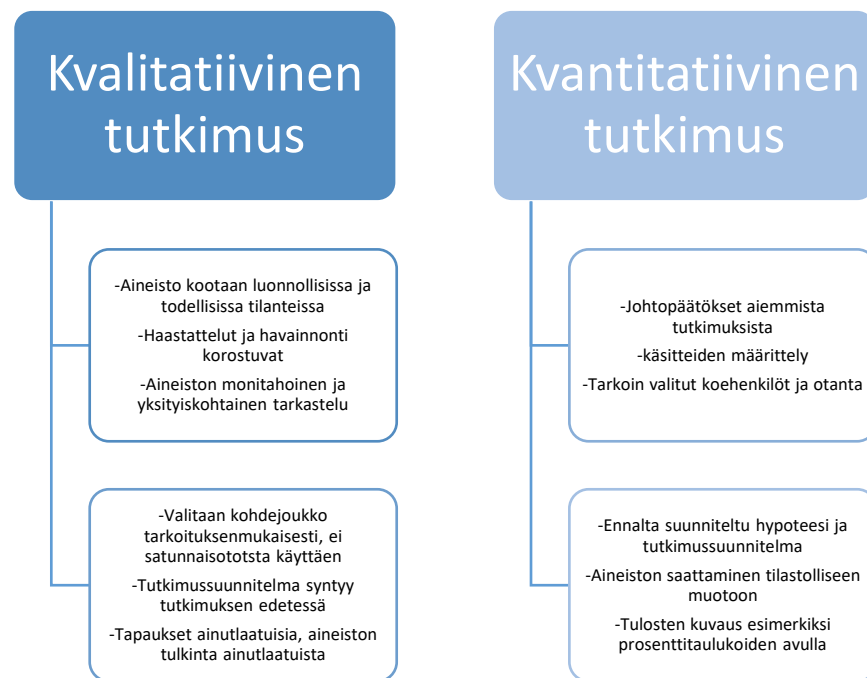 Kvalitatiivinen
tutkimus
-Aineisto kootaan luonnollisissa ja
todellisissa tilanteissa
-Haastattelut ja havainnonti
korostuvat
-Aineiston monitahoinen ja
yksityiskohtainen tarkastelu
-Valitaan kohdejoukko
tarkoituksenmukaisesti, ei
satunnaisototsta käyttäen
-Tutkimussuunnitelma syntyy
tutkimuksen edetessä
-Tapaukset ainutlaatuisia, aineiston
tulkinta ainutlaatuista
Kvantitatiivinen
tutkimus
-Johtopäätökset aiemmista
tutkimuksista
-käsitteiden määrittely
-Tarkoin valitut koehenkilöt ja otanta
-Ennalta suunniteltu hypoteesi ja
tutkimussuunnitelma
-Aineiston saattaminen tilastolliseen
muotoon
-Tulosten kuvaus esimerkiksi
prosenttitaulukoiden avulla